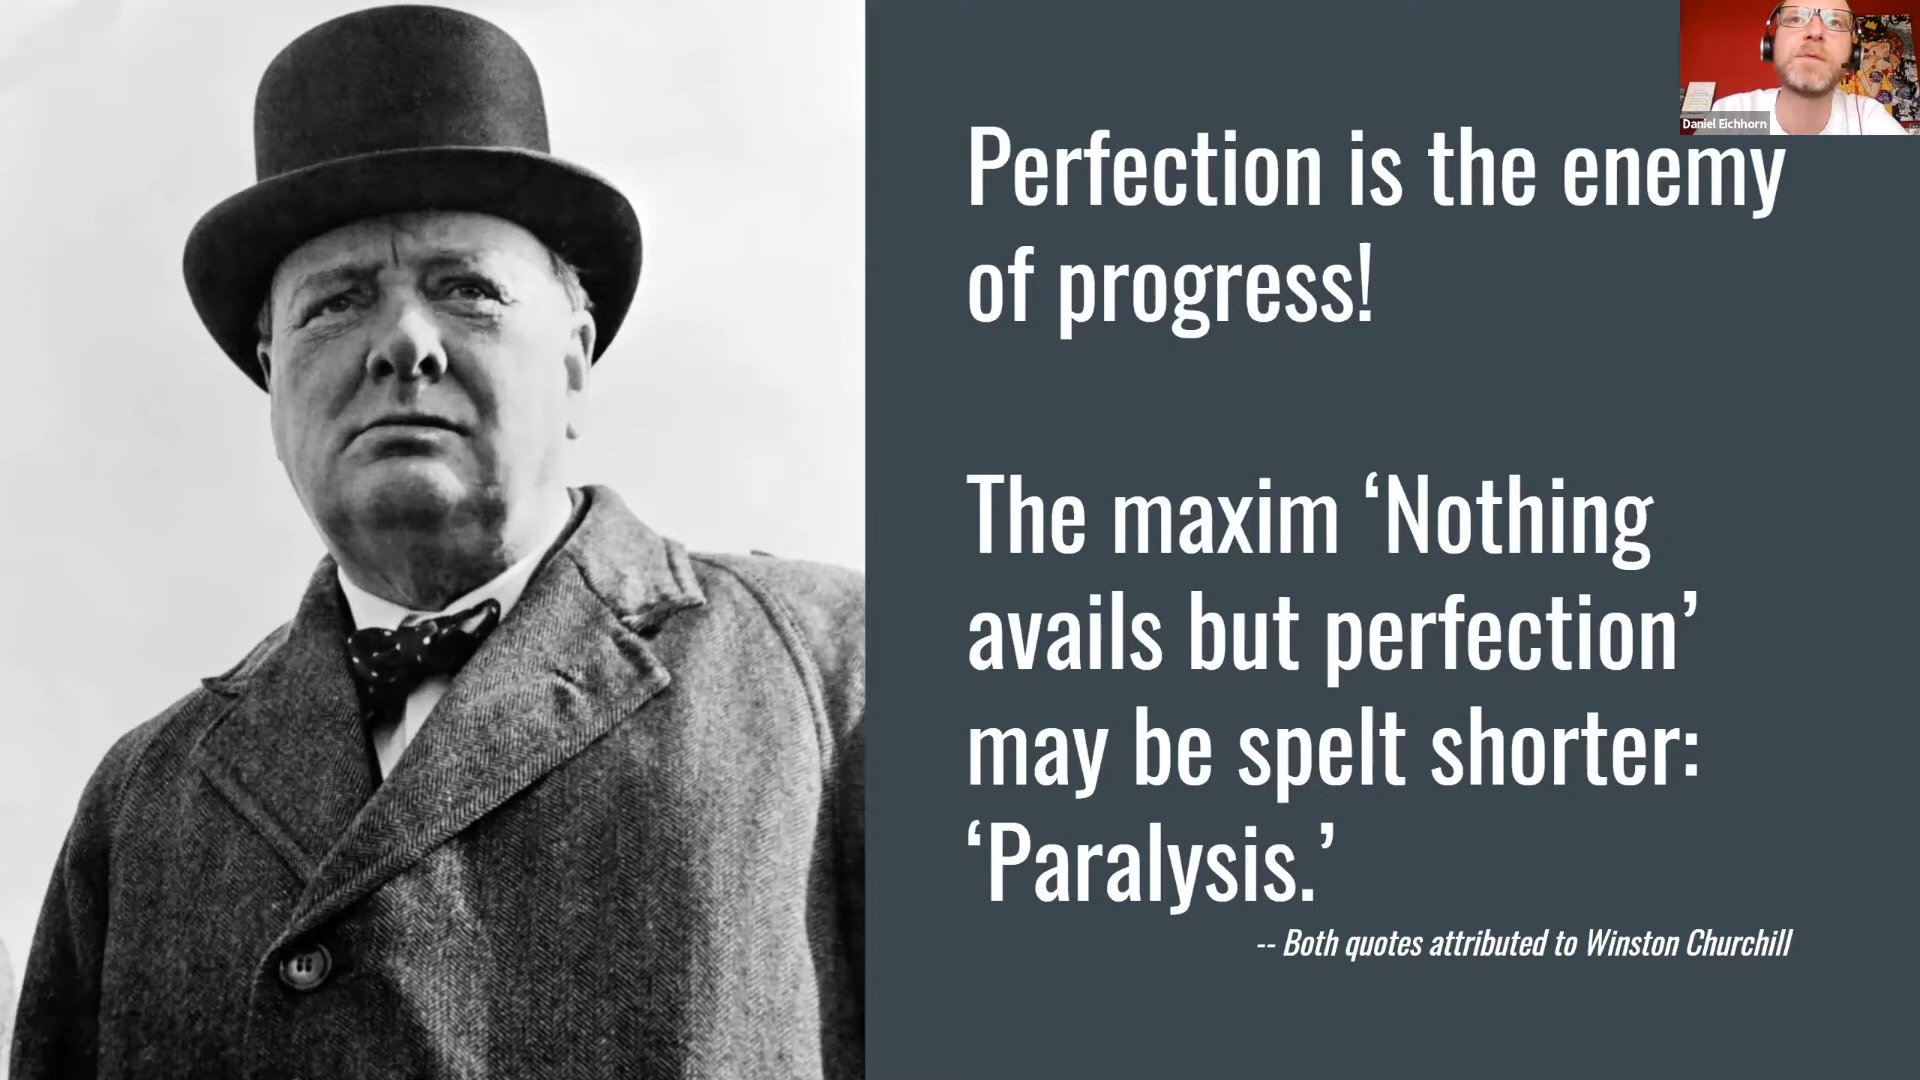 Daniel Eichhorn
Perfection is the enemy
of progress!
The maxim ‘Nothing
avails but perfection’
may be spelt shorter:
‘Paralysis.’
-- Both quotes attributed to Winston Churchill